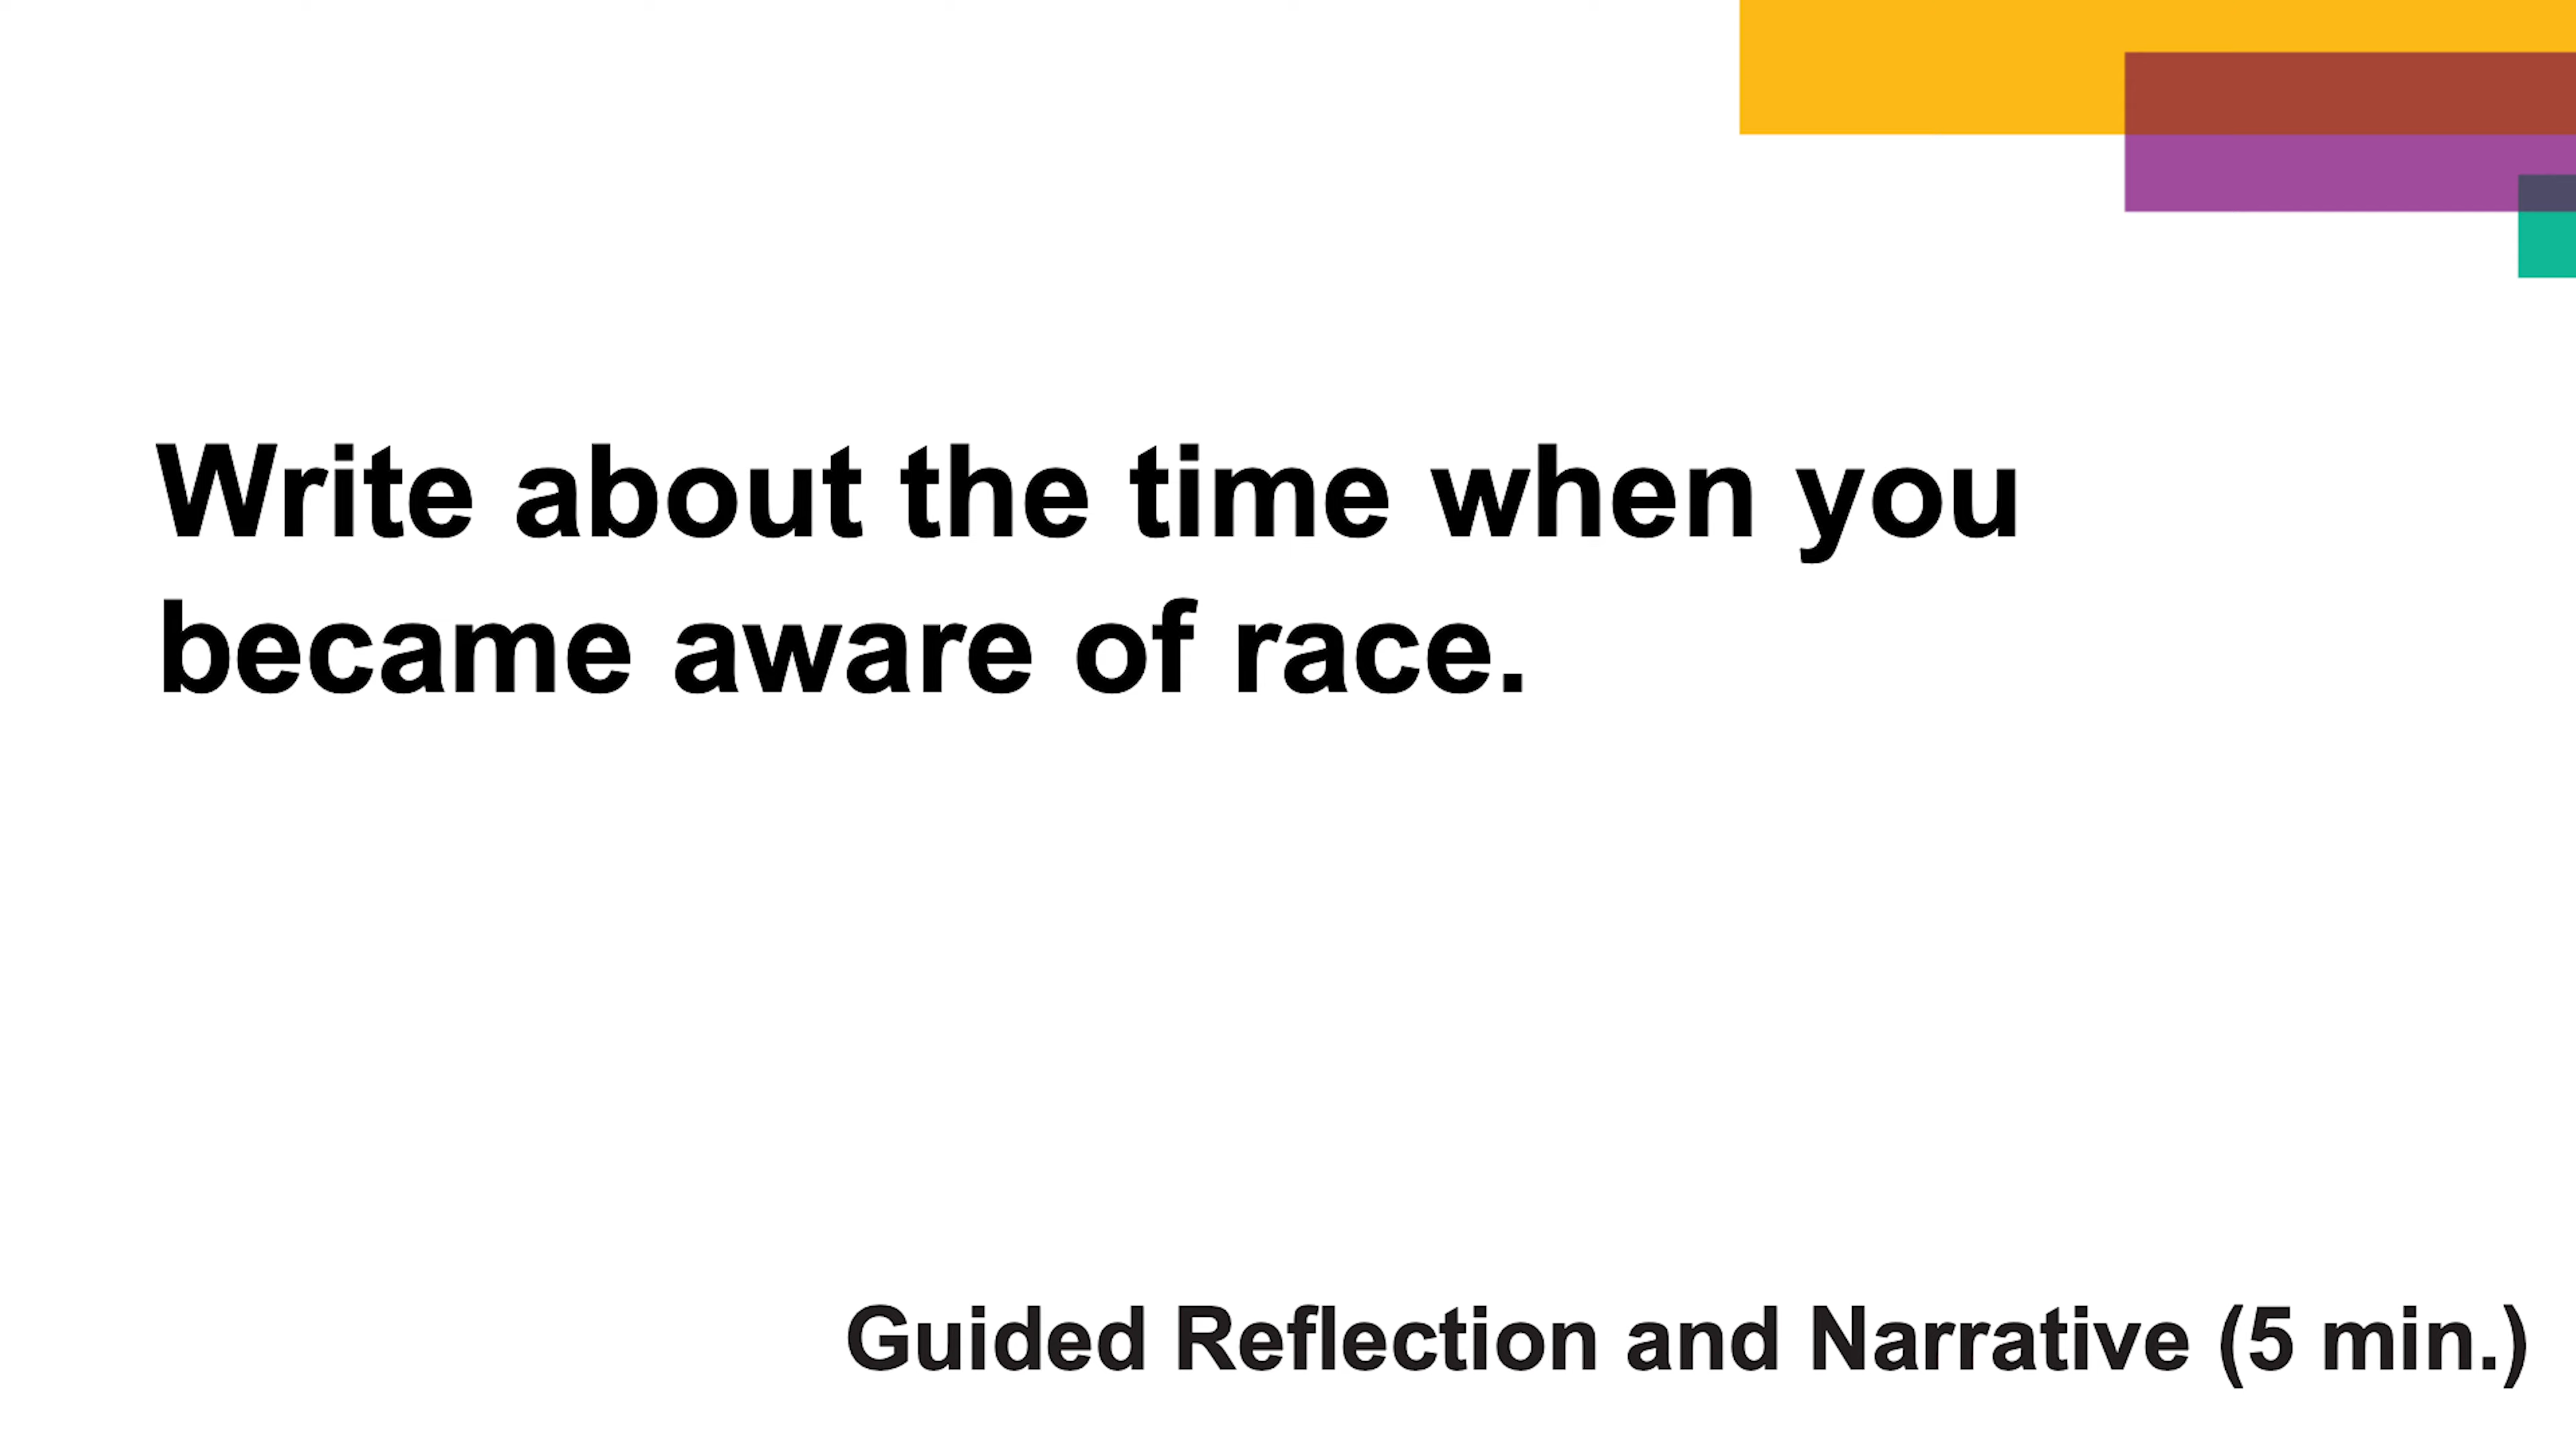 Write about the time when you
became aware of race.
Guided Reflection and Narrative (5 min.)